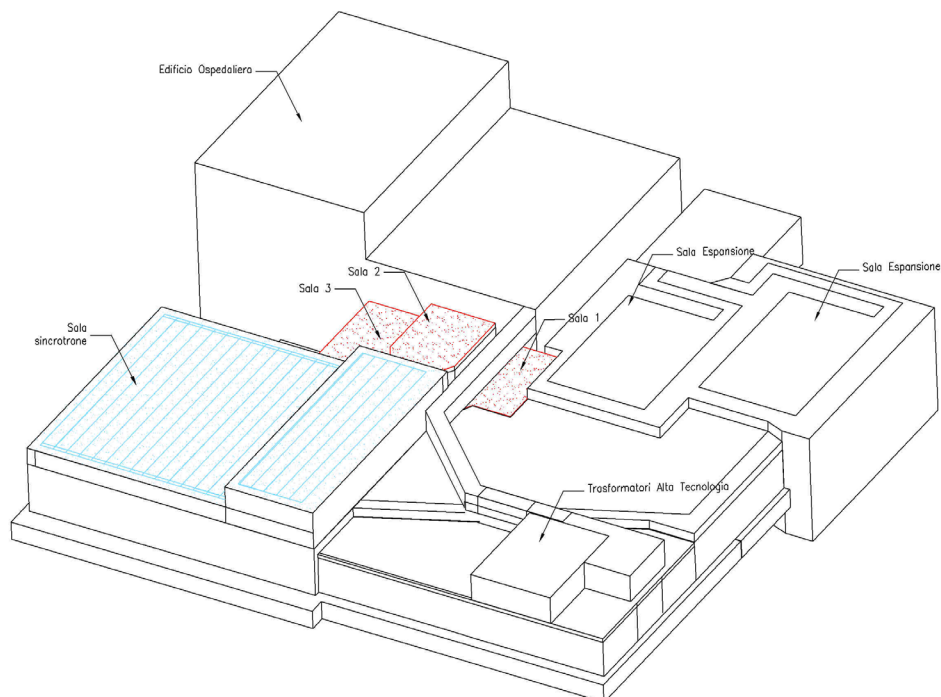 Edificio Ospedaliera
Sala Espansione
Sala Espansione
Sala 2
Sala 3
Sala 1
Sala
sincrotrone
Trasformatori Alta Tecnologia